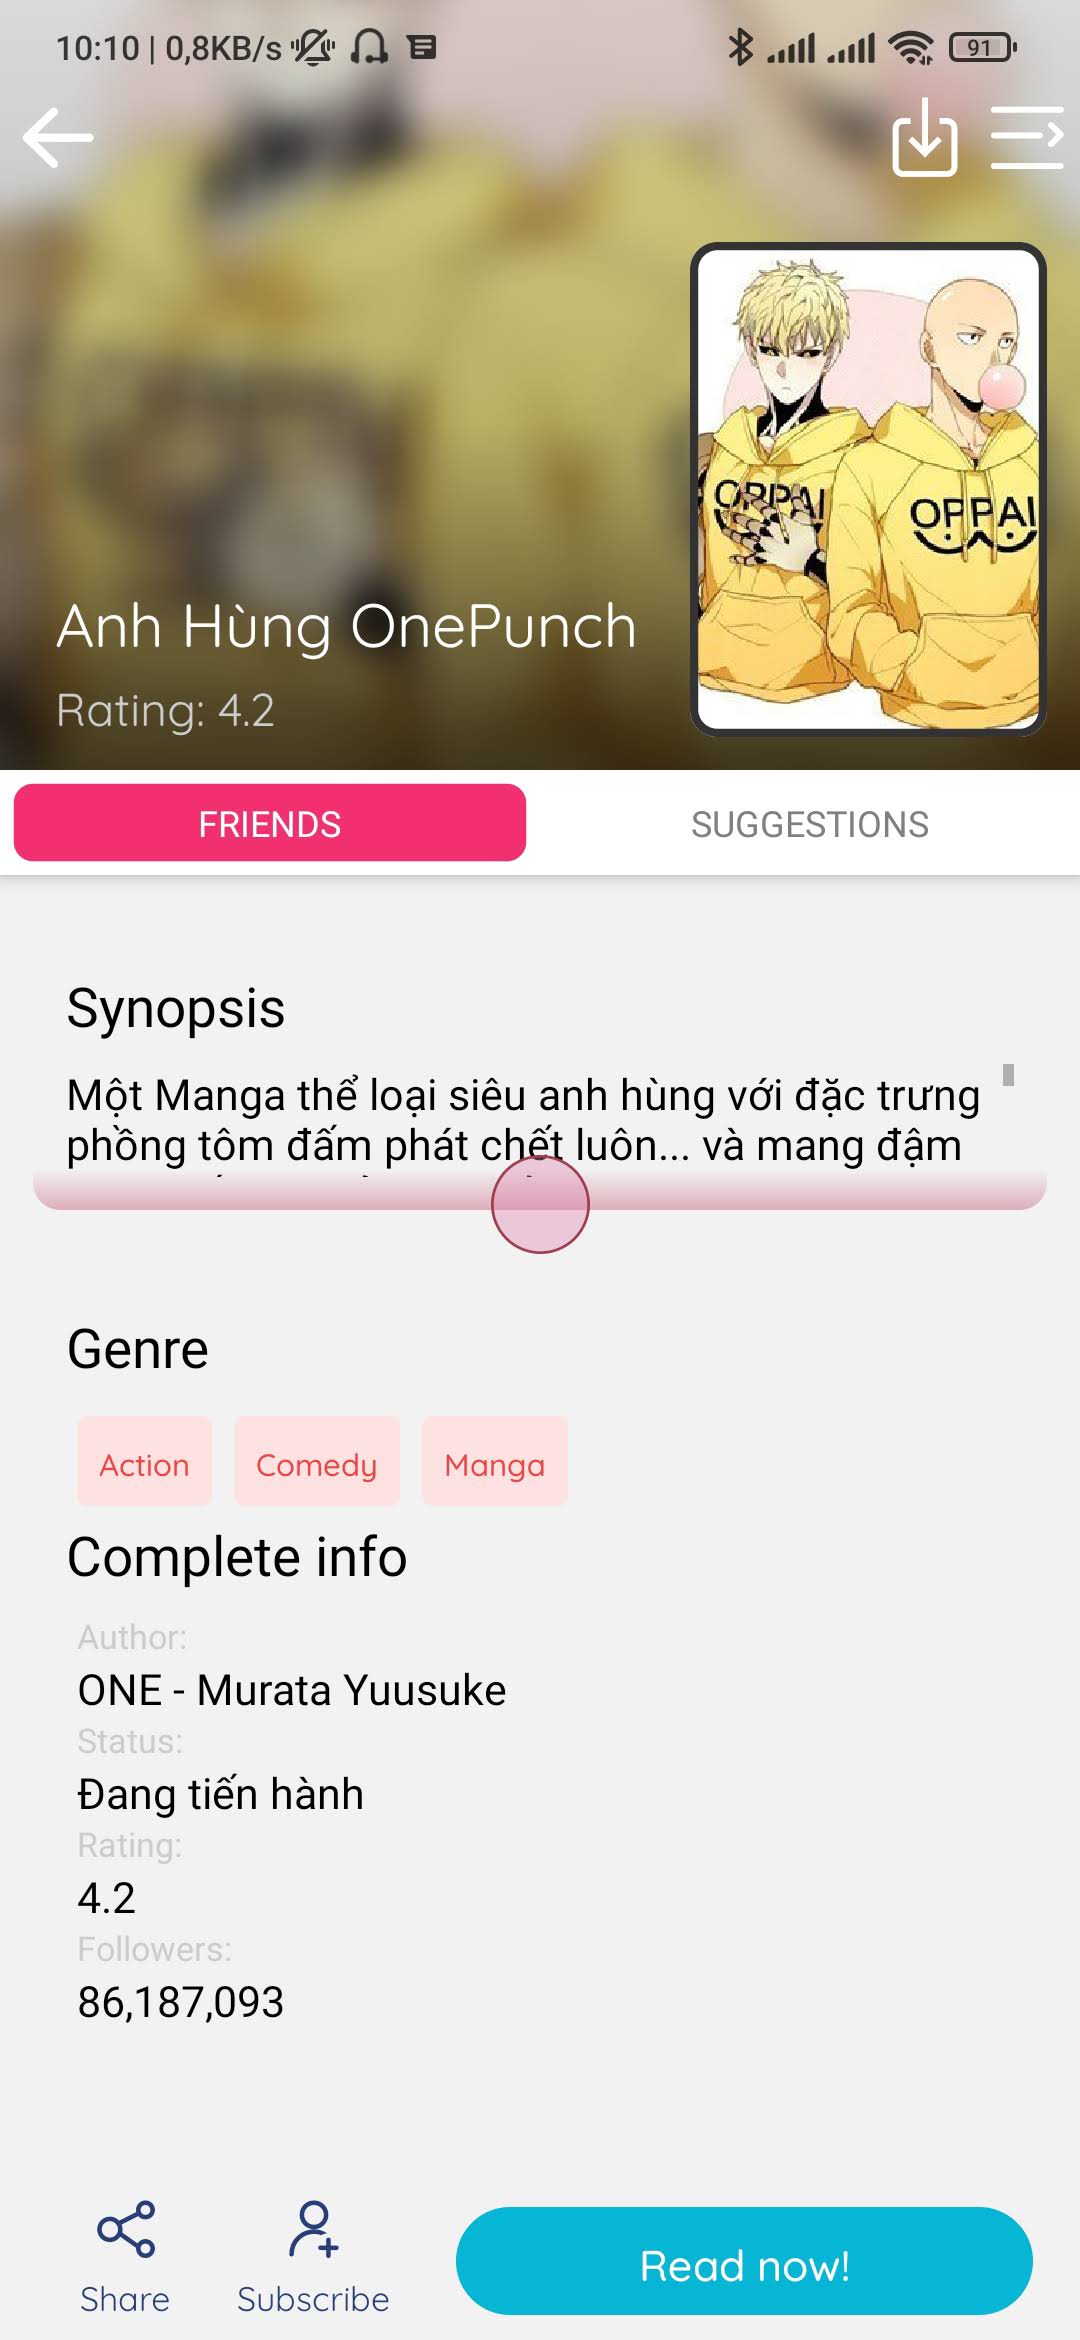 10:10 | 0,8KB/s
91
OPPAI
OPPAI
Anh Hùng OnePunch
Rating: 4.2
FRIENDS
SUGGESTIONS
Synopsis
Một Manga thể loại siêu anh hùng với đặc trưng
phồng tôm đấm phát chết luôn... và mang đậm
Genre
Action
Comedy
Manga
Complete info
Author:
ONE - Murata Yuusuke
Status:
Đang tiến hành
Rating:
4.2
Followers:
86,187,093
Share
Subscribe
Read now!